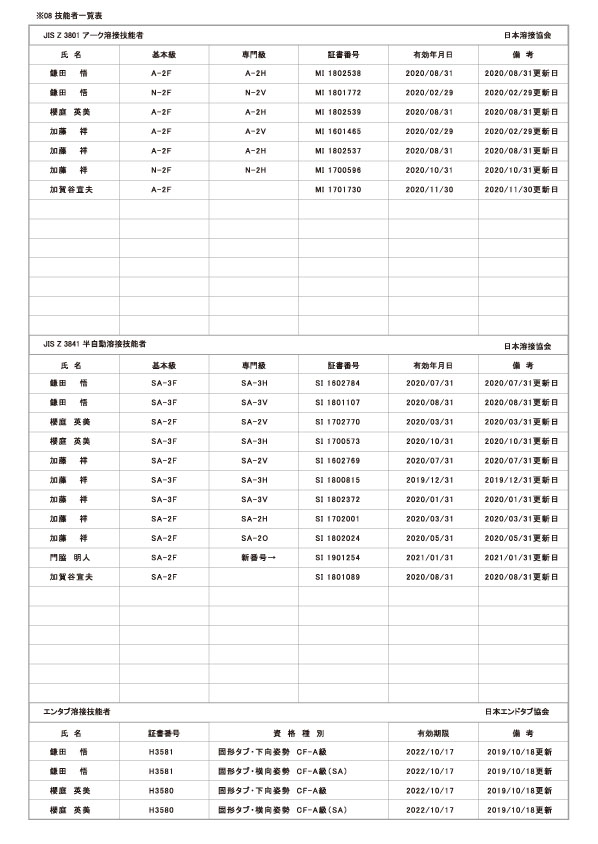 ※08 技能者一覧表
JIS Z 3801 アーク溶接技能者 日本溶接協会
氏 名 基本級 専門級 証書番号 有効年月日 備 考
鎌田 悟 A-2F A-2H MI 1802538 2020/08/31 2020/08/31更新日
鎌田 悟 N-2F N-2V MI 1801772 2020/02/29 2020/02/29更新日
櫻庭 英美 A-2F A-2H MI 1802539 2020/08/31 2020/08/31更新日
加藤 祥 A-2F A-2V MI 1601465 2020/02/29 2020/02/29更新日
加藤 祥 A-2F A-2H MI 1802537 2020/08/31 2020/08/31更新日
加藤 祥 N-2F N-2H MI 1700596 2020/10/31 2020/10/31更新日
加賀谷宣夫 A-2F MI 1701730 2020/11/30 2020/11/30更新日
JIS Z 3841 半自動溶接技能者 日本溶接協会
氏 名 基本級 専門級 証書番号 有効年月日 備 考
鎌田 悟 SA-3F SA-3H SI 1602784 2020/07/31 2020/07/31更新日
鎌田 悟 SA-3F SA-3V SI 1801107 2020/08/31 2020/08/31更新日
櫻庭 英美 SA-2F SA-2V SI 1702770 2020/03/31 2020/03/31更新日
櫻庭 英美 SA-3F SA-3H SI 1700573 2020/10/31 2020/10/31更新日
加藤 祥 SA-2F SA-2V SI 1602769 2020/07/31 2020/07/31更新日
加藤 祥 SA-3F SA-3H SI 1800815 2019/12/31 2019/12/31更新日
加藤 祥 SA-3F SA-3V SI 1802372 2020/01/31 2020/01/31更新日
加藤 祥 SA-2F SA-2H SI 1702001 2020/03/31 2020/03/31更新日
加藤 祥 SA-2F SA-2O SI 1802024 2020/05/31 2020/05/31更新日
門脇 明人 SA-2F 新番号→ SI 1901254 2021/01/31 2021/01/31更新日
加賀谷宣夫 SA-2F SI 1801089 2020/08/31 2020/08/31更新日
エンタブ溶接技能者 日本エンドタブ協会
氏 名 証書番号 資 格 種 別 有効期限 備 考
鎌田 悟 H3581 固形タブ・下向姿勢 CF-A級 2022/10/17 2019/10/18更新
鎌田 悟 H3581 固形タブ・横向姿勢 CF-A級(SA) 2022/10/17 2019/10/18更新
櫻庭 英美 H3580 固形タブ・下向姿勢 CF-A級 2022/10/17 2019/10/18更新
櫻庭 英美 H3580 固形タブ・横向姿勢 CF-A級(SA) 2022/10/17 2019/10/18更新